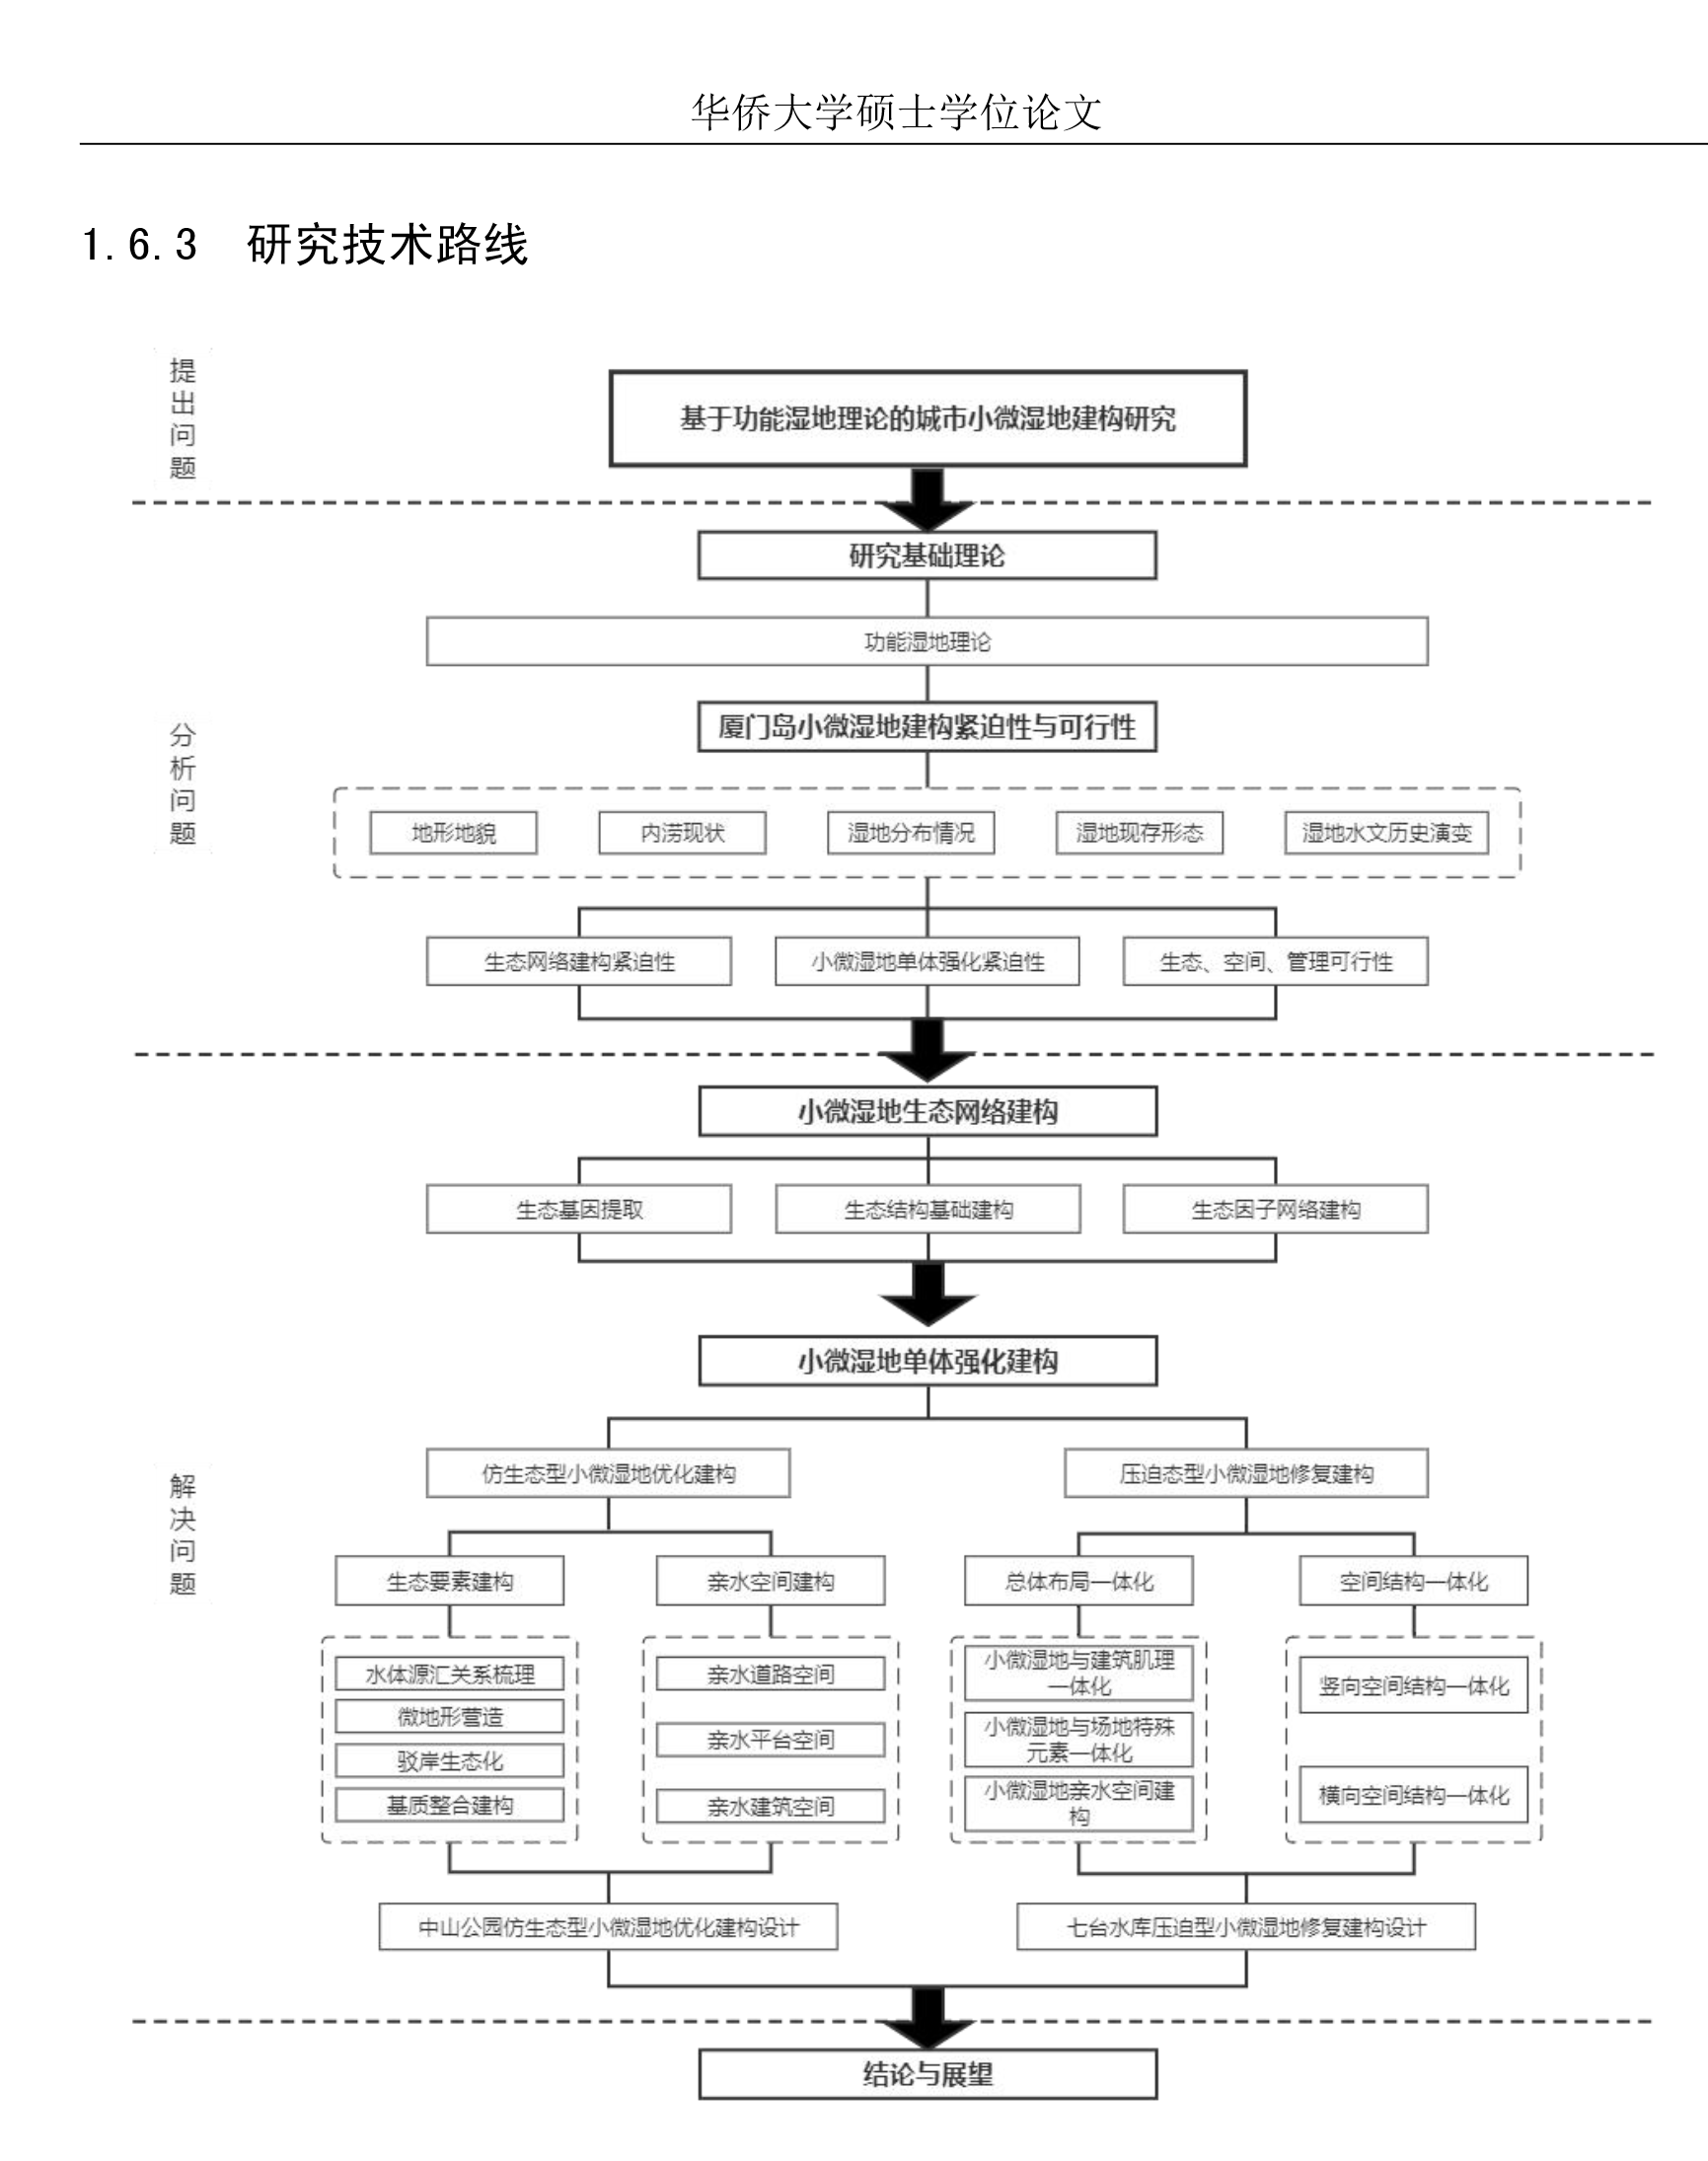 华侨大学硕士学位论文
1.6.3 研究技术路线
提出问题
基于功能湿地理论的城市小微湿地建构研究
研究基础理论
功能湿地理论
分析问题
厦门岛小微湿地建构紧迫性与可行性
地形地貌
内涝现状
湿地分布情况
湿地现存形态
湿地水文历史演变
生态网络建构紧迫性
小微湿地单体强化紧迫性
生态、空间、管理可行性
小微湿地生态网络建构
生态基因提取
生态结构基础建构
生态因子网络建构
小微湿地单体强化建构
解决问题
仿生态型小微湿地优化建构
压迫态型小微湿地修复建构
生态要素建构
亲水空间建构
总体布局一体化
空间结构一体化
水体源汇关系梳理
微地形营造
驳岸生态化
基质整合建构
亲水道路空间
亲水平台空间
亲水建筑空间
小微湿地与建筑肌理
一体化
小微湿地与场地特殊
元素一体化
小微湿地亲水空间建
构
竖向空间结构一体化
横向空间结构一体化
中山公园仿生态型小微湿地优化建构设计
七台水库压迫型小微湿地修复建构设计
结论与展望